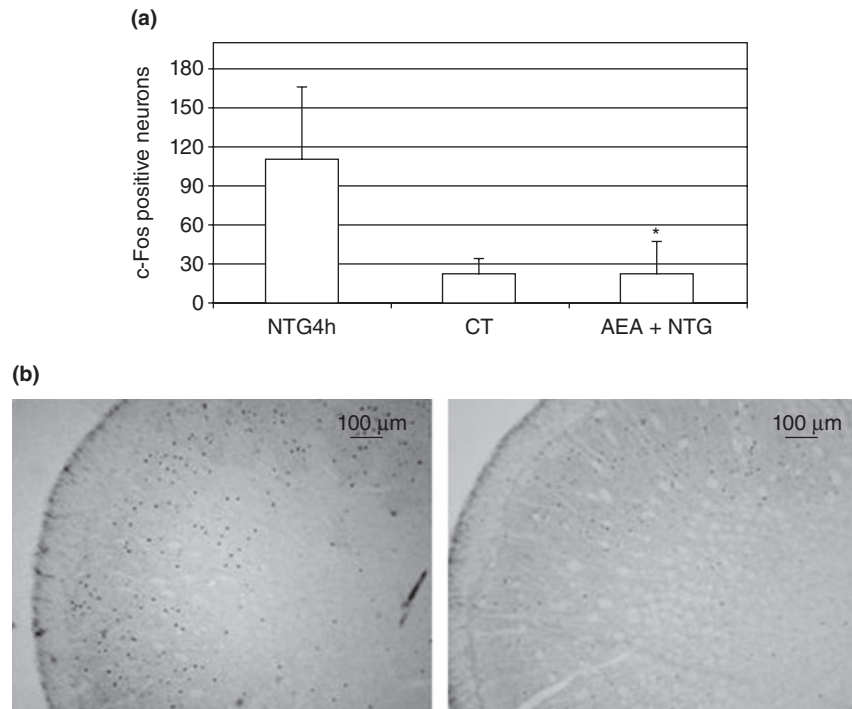 (a)
c-Fos positive neurons
180
150
120
90
60
30
0
*
NTG4h CT AEA + NTG
(b)
100 μm 100 μm